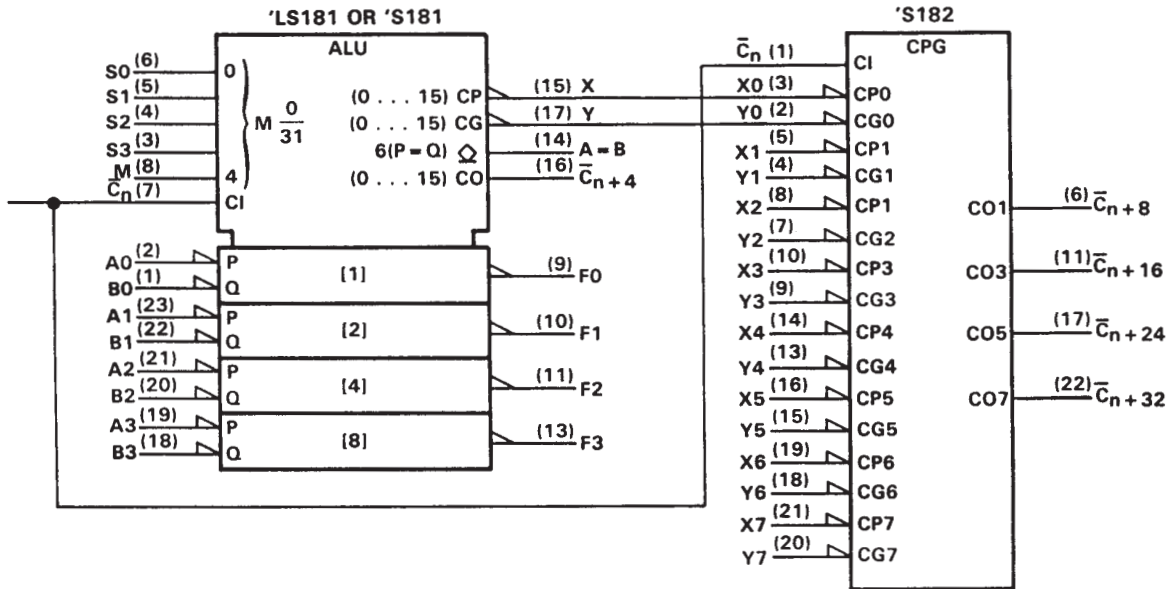 'LS181 OR 'S181
ALU
S0 (6) 0
S1 (5)
S2 (4)
S3 (3)
M (8) 4
C̅n (7) CI
M 0/31
(0 . . . 15) CP (15) X
(0 . . . 15) CG (17) Y
6(P = Q) ◇ (14) A = B
(0 . . . 15) CO (16) C̅n + 4
A0 (2) P
B0 (1) Q
[1] (9) F0
A1 (23) P
B1 (22) Q
[2] (10) F1
A2 (21) P
B2 (20) Q
[4] (11) F2
A3 (19) P
B3 (18) Q
[8] (13) F3
'S182
CPG
C̅n (1) CI
X0 (3) CP0
Y0 (2) CG0
X1 (5) CP1
Y1 (4) CG1
X2 (8) CP1
Y2 (7) CG2
X3 (10) CP3
Y3 (9) CG3
X4 (14) CP4
Y4 (13) CG4
X5 (16) CP5
Y5 (15) CG5
X6 (19) CP6
Y6 (18) CG6
X7 (21) CP7
Y7 (20) CG7
CO1 (6) C̅n + 8
CO3 (11) C̅n + 16
CO5 (17) C̅n + 24
CO7 (22) C̅n + 32